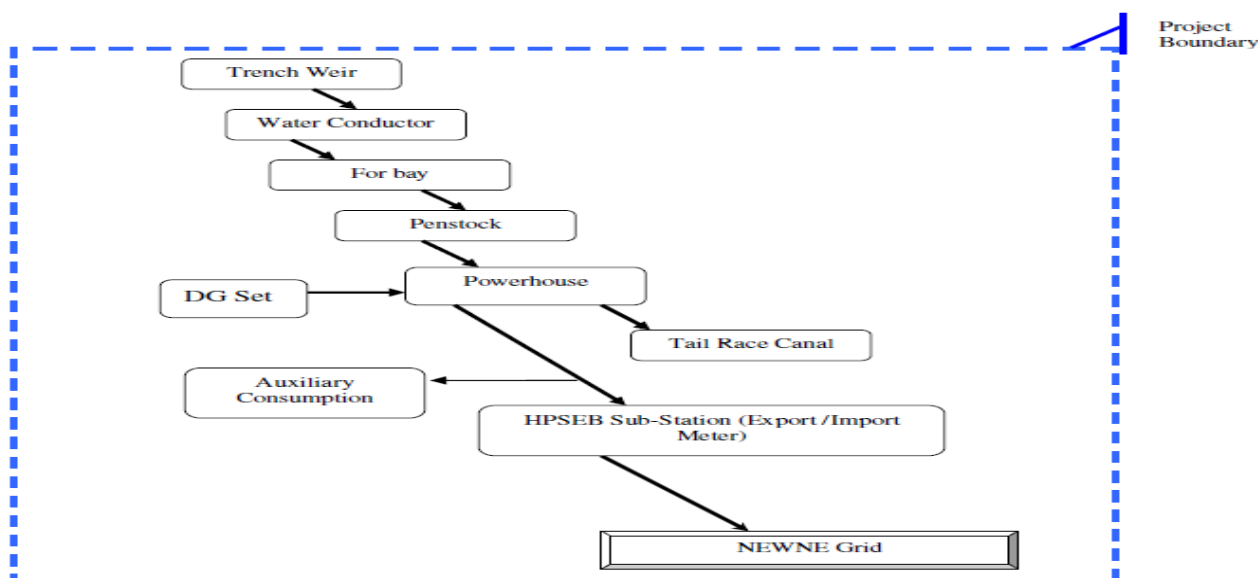 Project
Boundary
Trench Weir
Water Conductor
For bay
Penstock
Powerhouse
DG Set
Tail Race Canal
Auxiliary
Consumption
HPSEB Sub-Station (Export /Import
Meter)
NEWNE Grid